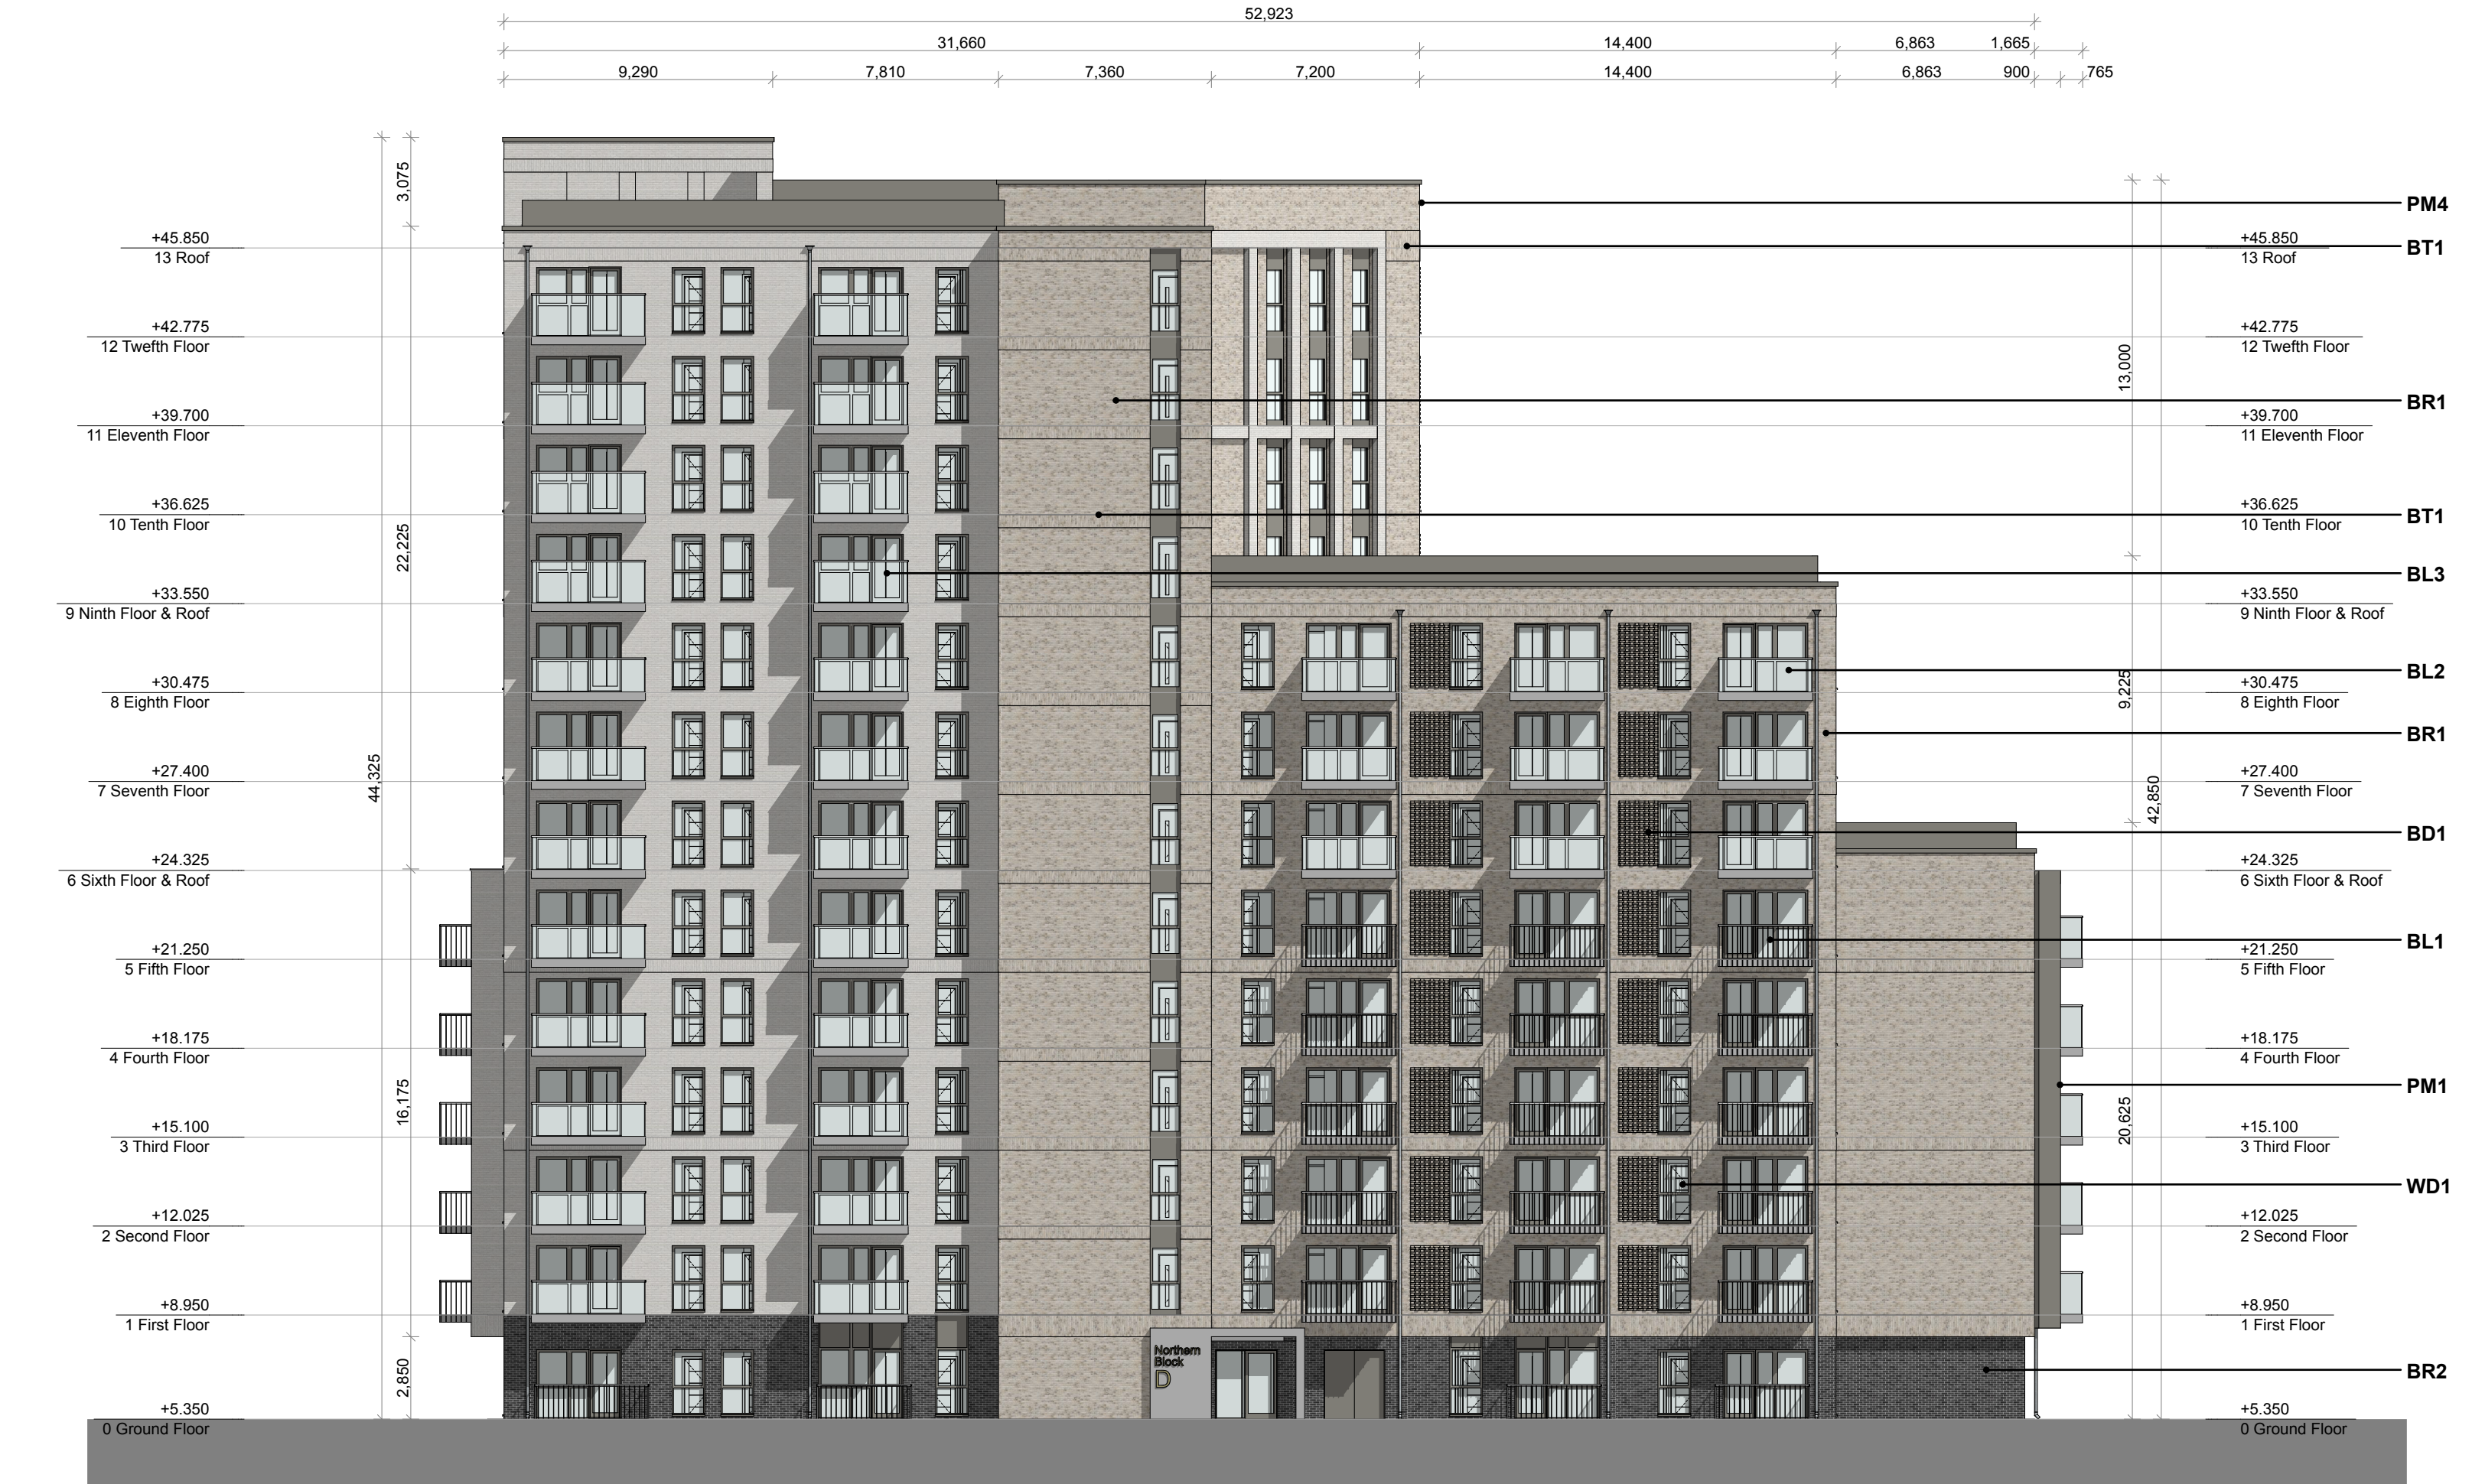 52,923
31,660 14,400 6,863 1,665
9,290 7,810 7,360 7,200 14,400 6,863 900 765
3,075
22,225
44,325
16,175
2,850
+45.850
13 Roof
+42.775
12 Twefth Floor
+39.700
11 Eleventh Floor
+36.625
10 Tenth Floor
+33.550
9 Ninth Floor & Roof
+30.475
8 Eighth Floor
+27.400
7 Seventh Floor
+24.325
6 Sixth Floor & Roof
+21.250
5 Fifth Floor
+18.175
4 Fourth Floor
+15.100
3 Third Floor
+12.025
2 Second Floor
+8.950
1 First Floor
+5.350
0 Ground Floor
Northern
Block
D
13,000
9,225
42,850
20,625
+45.850
13 Roof
+42.775
12 Twefth Floor
+39.700
11 Eleventh Floor
+36.625
10 Tenth Floor
+33.550
9 Ninth Floor & Roof
+30.475
8 Eighth Floor
+27.400
7 Seventh Floor
+24.325
6 Sixth Floor & Roof
+21.250
5 Fifth Floor
+18.175
4 Fourth Floor
+15.100
3 Third Floor
+12.025
2 Second Floor
+8.950
1 First Floor
+5.350
0 Ground Floor
PM4
BT1
BR1
BT1
BL3
BL2
BR1
BD1
BL1
PM1
WD1
BR2